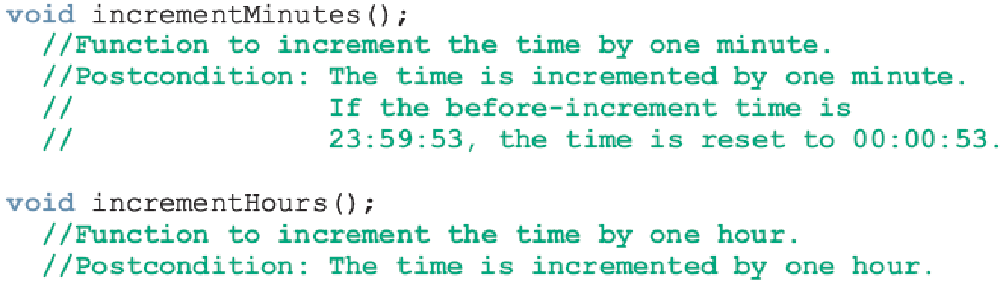 void incrementMinutes();
//Function to increment the time by one minute.
//Postcondition: The time is incremented by one minute.
// If the before-increment time is
// 23:59:53, the time is reset to 00:00:53.
void incrementHours();
//Function to increment the time by one hour.
//Postcondition: The time is incremented by one hour.